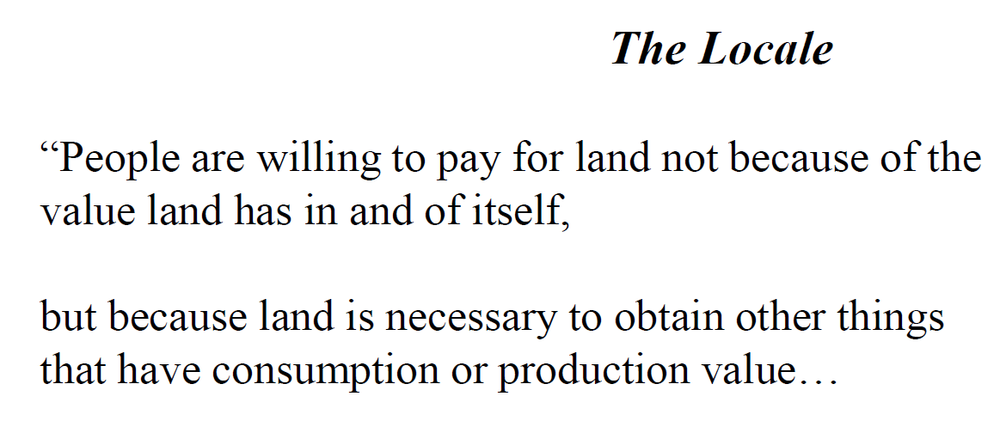 The Locale
“People are willing to pay for land not because of the
value land has in and of itself,
but because land is necessary to obtain other things
that have consumption or production value…